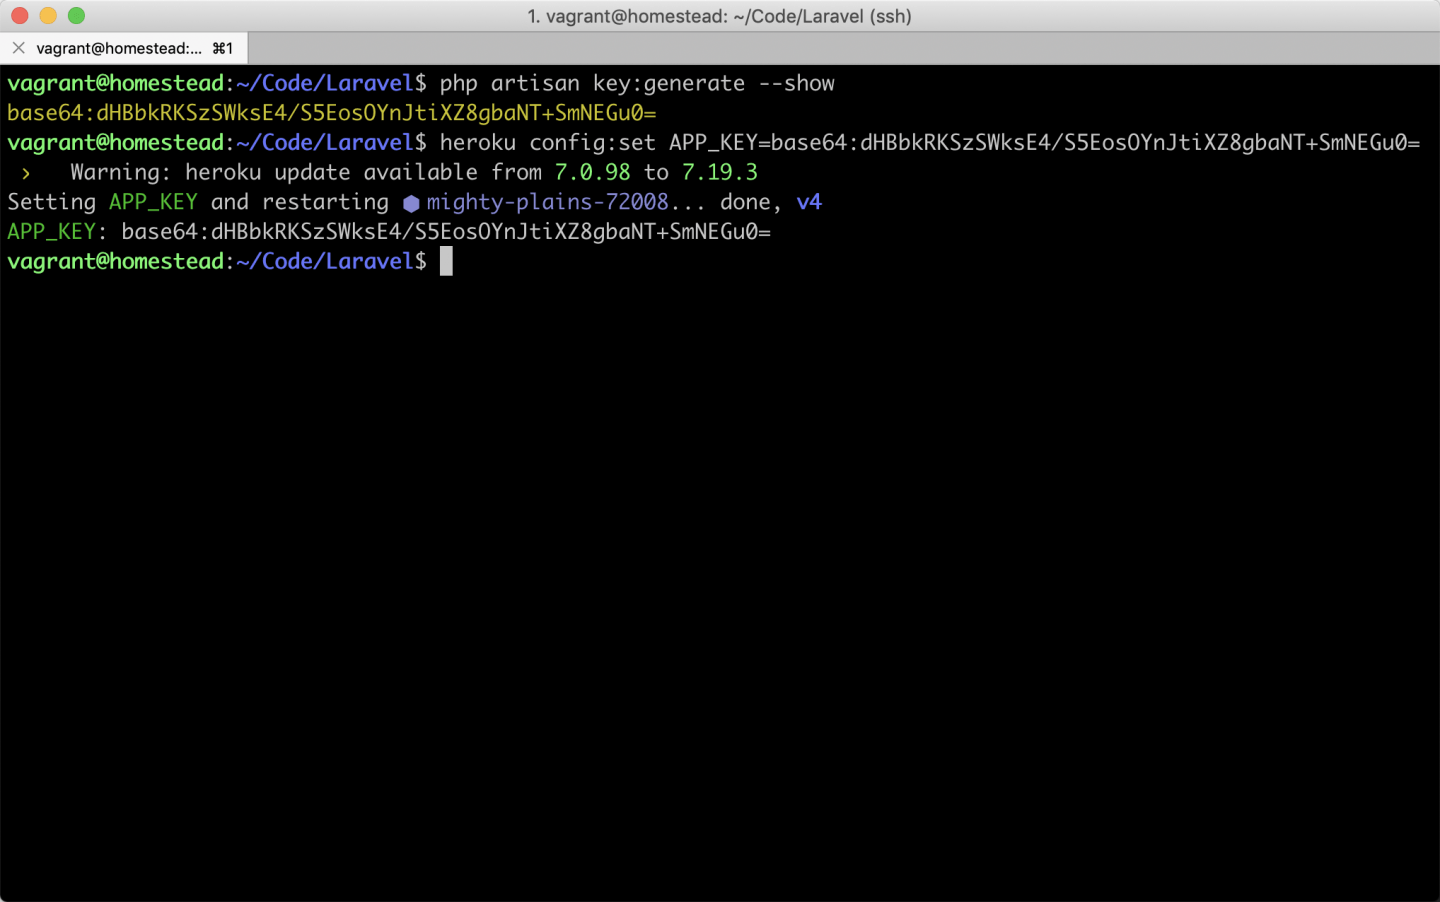 1. vagrant@homestead: ~/Code/Laravel (ssh)
vagrant@homestead:... ⌘1
vagrant@homestead:~/Code/Laravel$ php artisan key:generate --show
base64:dHBbkRKSzSWksE4/S5EosOYnJtiXZ8gbaNT+SmNEGu0=
vagrant@homestead:~/Code/Laravel$ heroku config:set APP_KEY=base64:dHBbkRKSzSWksE4/S5EosOYnJtiXZ8gbaNT+SmNEGu0=
› Warning: heroku update available from 7.0.98 to 7.19.3
Setting APP_KEY and restarting ⬢ mighty-plains-72008... done, v4
APP_KEY: base64:dHBbkRKSzSWksE4/S5EosOYnJtiXZ8gbaNT+SmNEGu0=
vagrant@homestead:~/Code/Laravel$